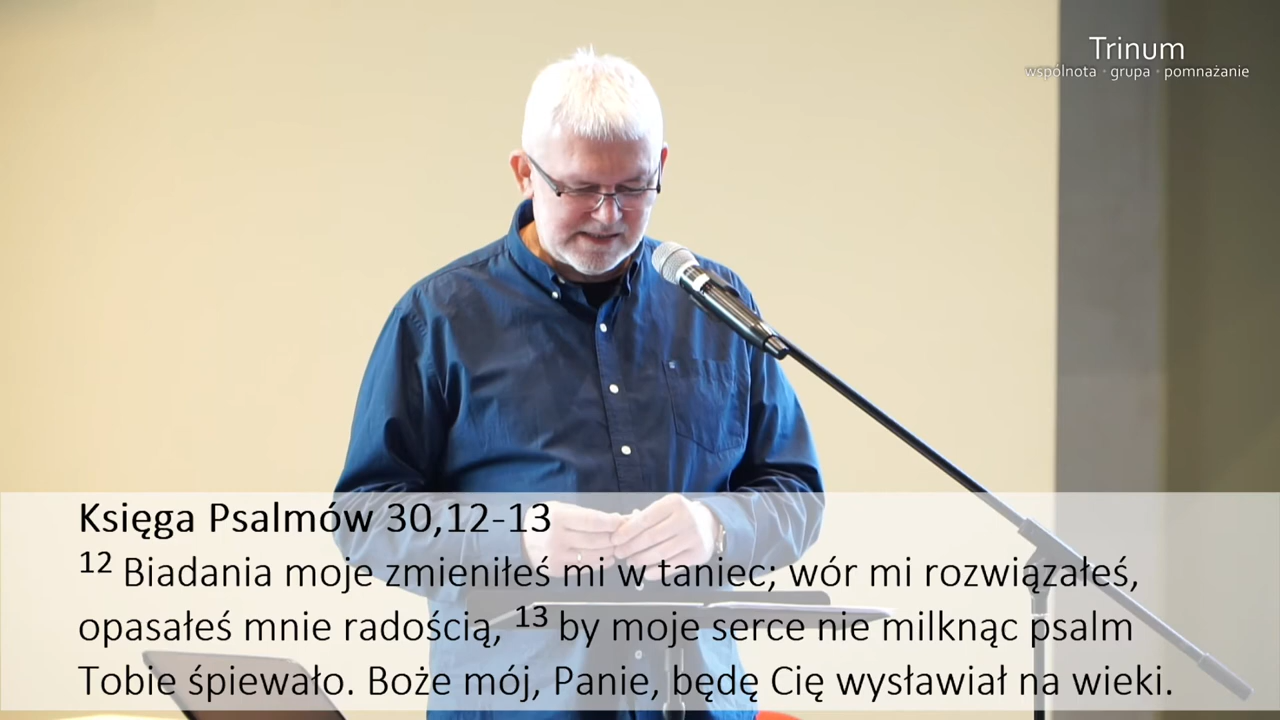 Trinum
wspólnota • grupa • pomnażanie
Księga Psalmów 30,12-13
12 Biadania moje zmieniłeś mi w taniec; wór mi rozwiązałeś,
opasałeś mnie radością, 13 by moje serce nie milknąc psalm
Tobie śpiewało. Boże mój, Panie, będę Cię wysławiał na wieki.